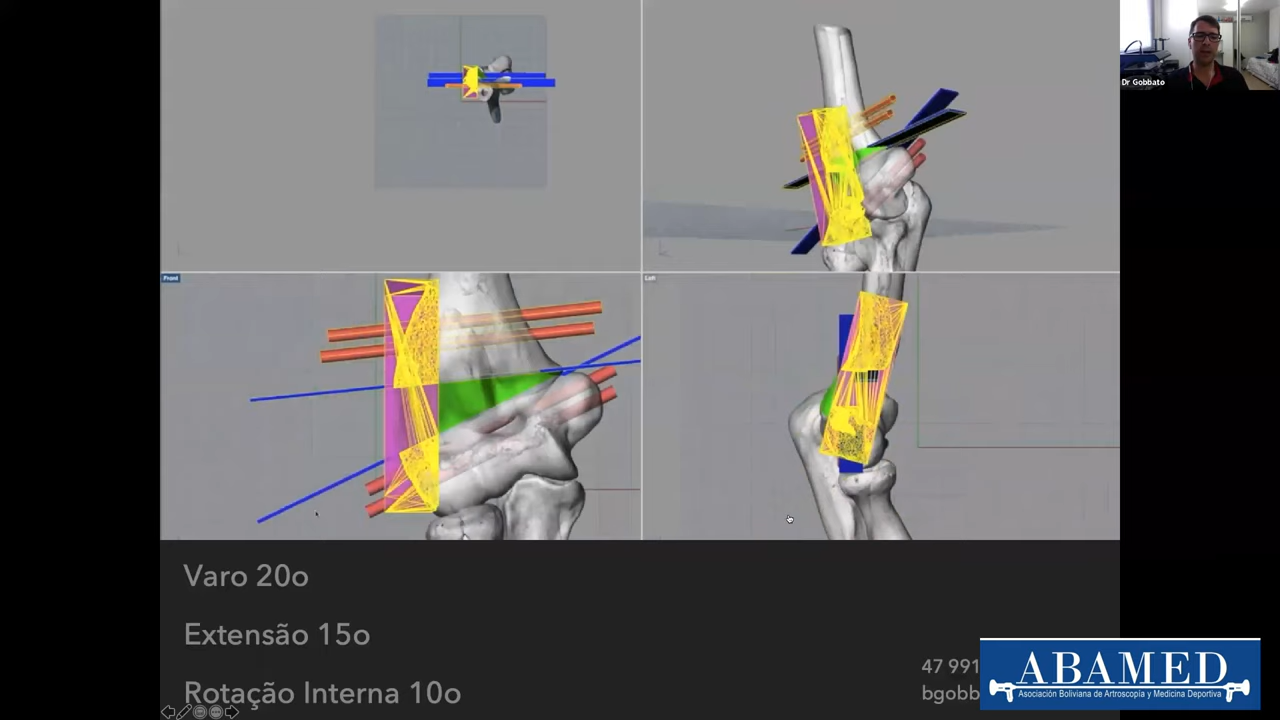 Dr Gobbato
Front
Left
Varo 20o
Extensão 15o
Rotação Interna 10o
47 991
bgobb
ABAMED
Asociación Boliviana de Artroscopía y Medicina Deportiva